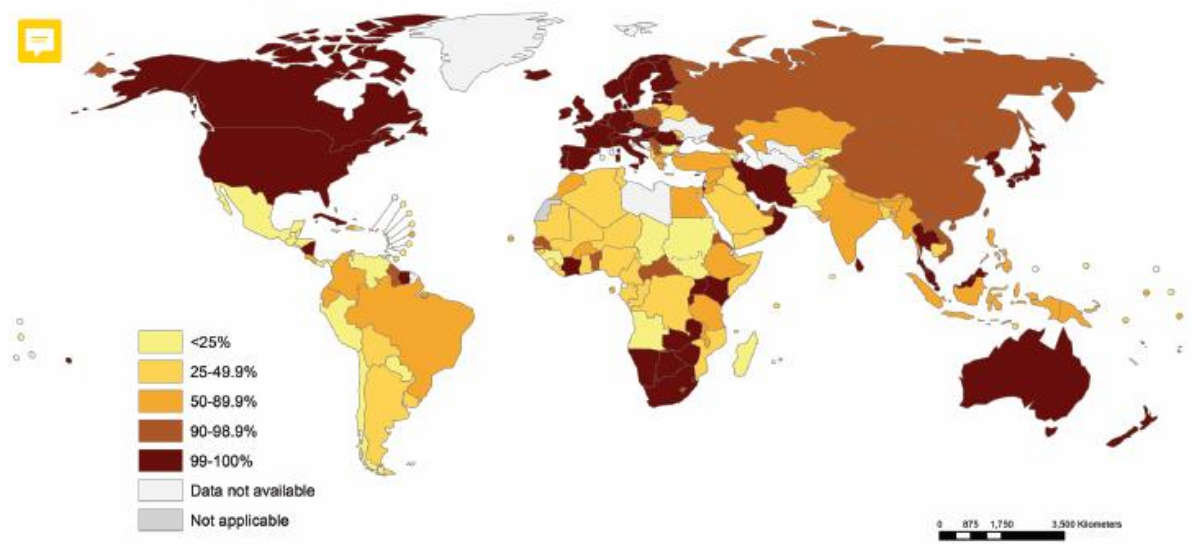 <25%
25-49.9%
50-89.9%
90-98.9%
99-100%
Data not available
Not applicable
0 875 1,750 3,500 Kilometers